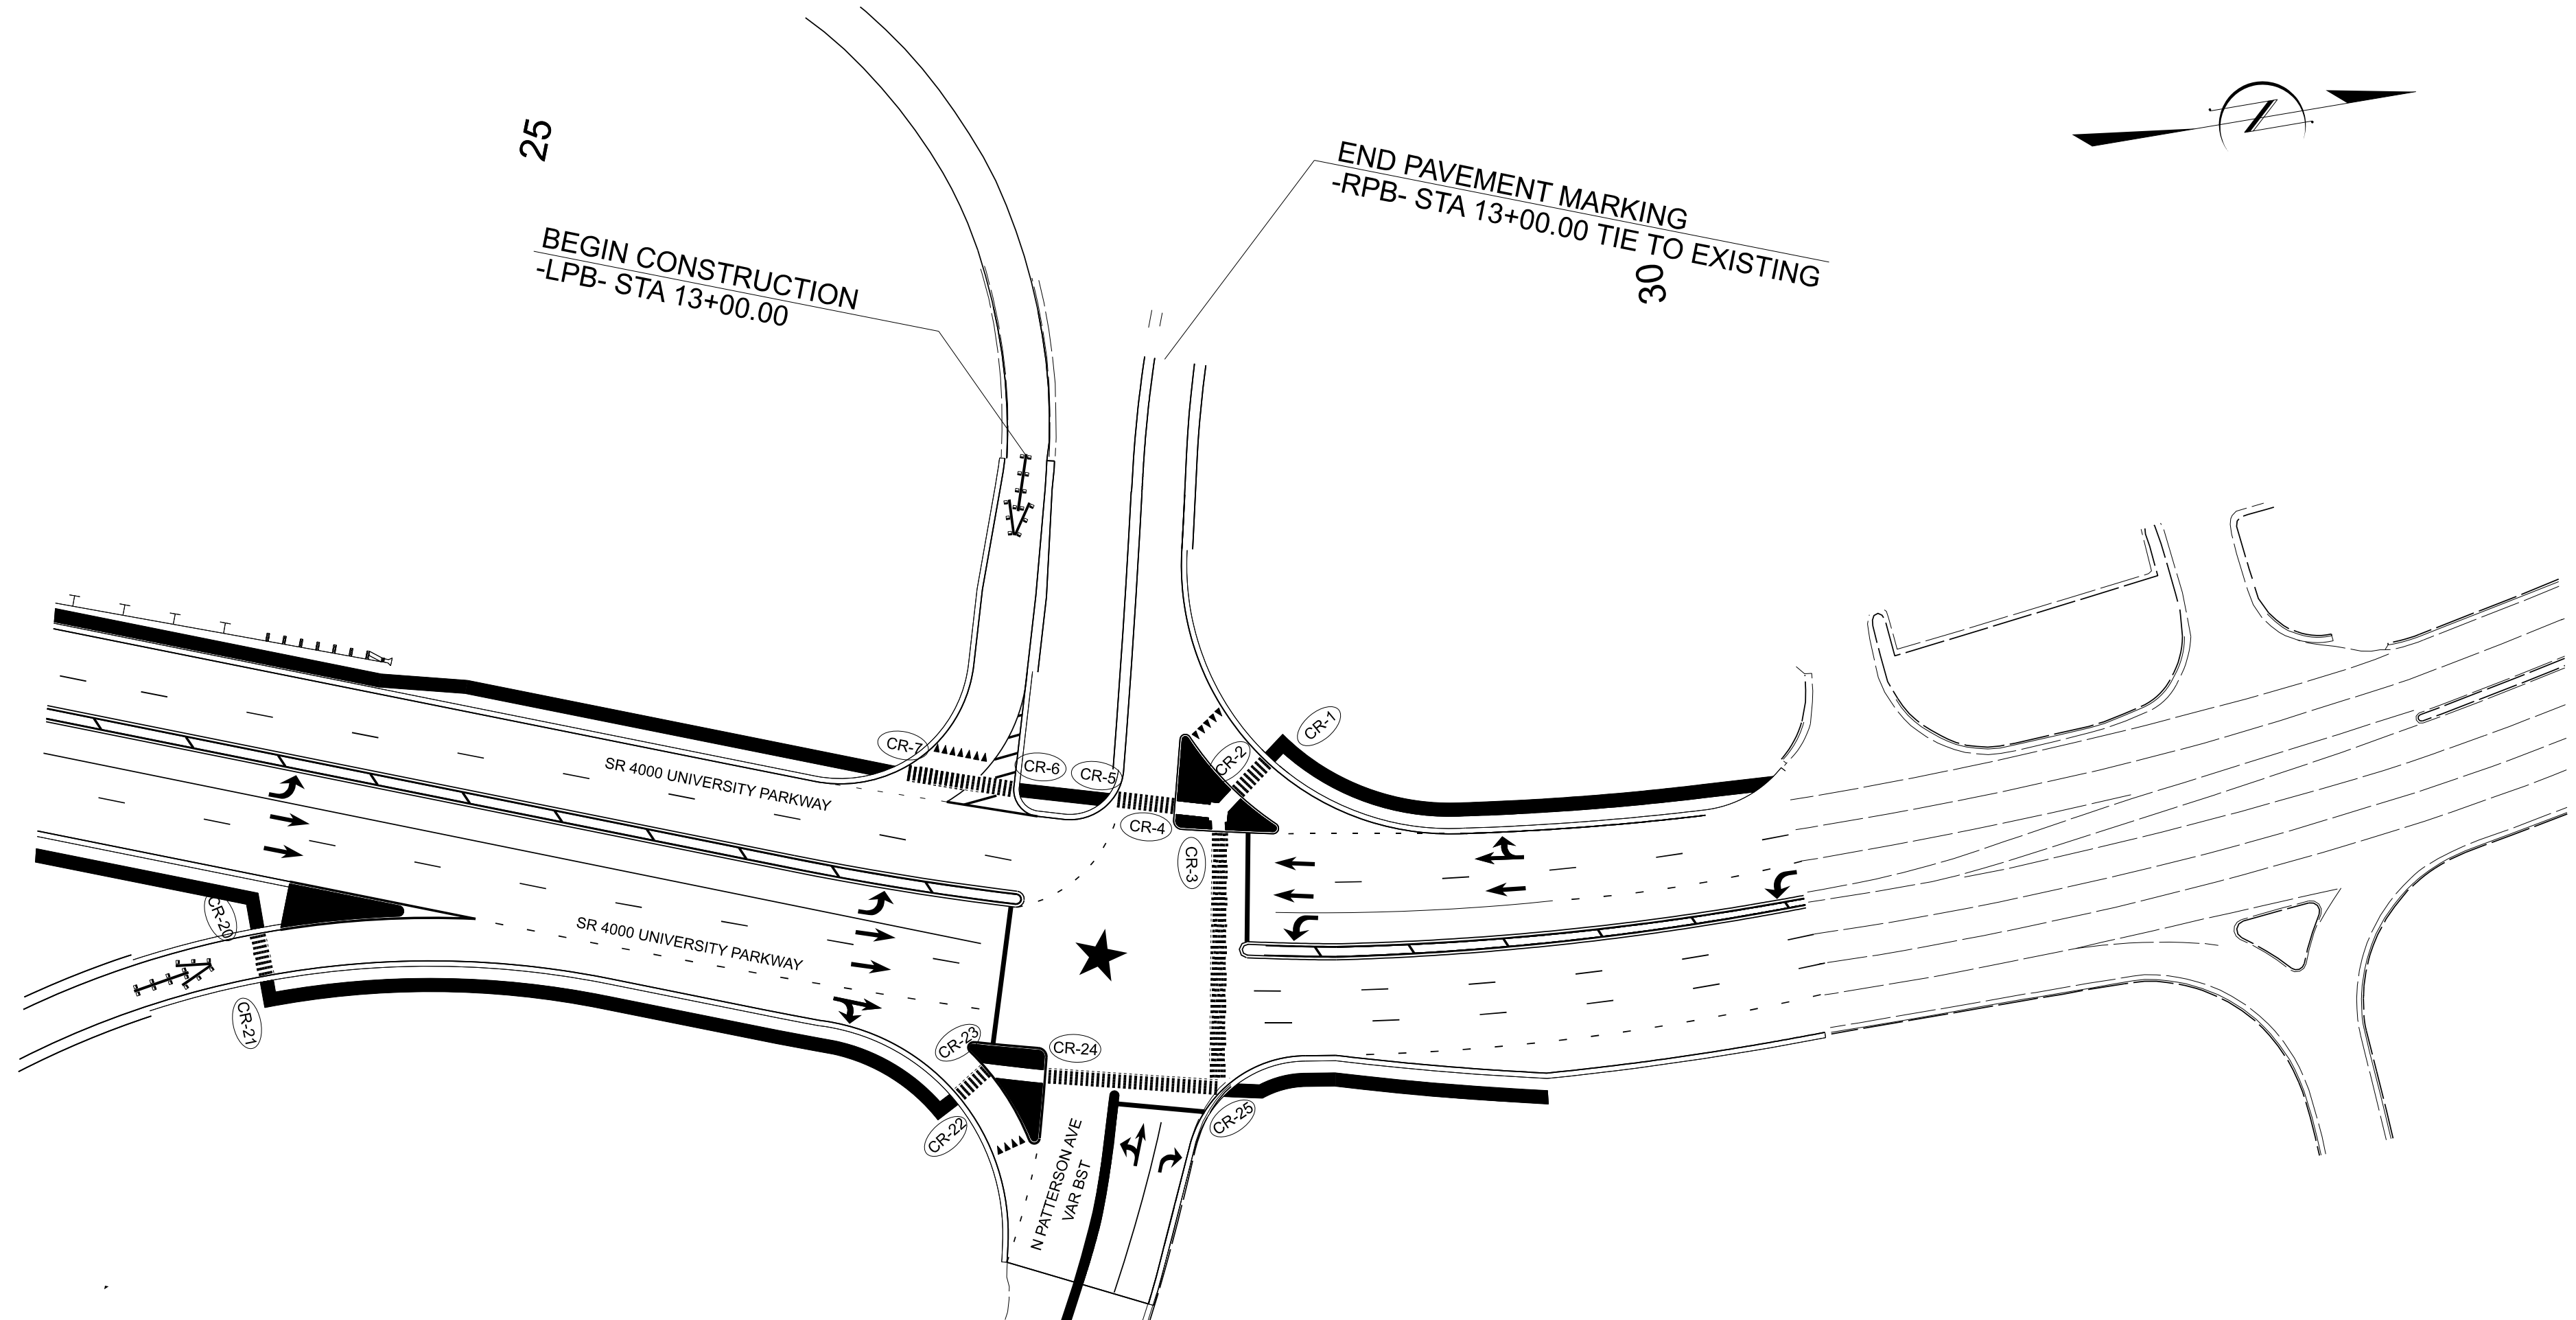 25
END PAVEMENT MARKING
-RPB- STA 13+00.00 TIE TO EXISTING
30
BEGIN CONSTRUCTION
-LPB- STA 13+00.00
N
CR-1
CR-2
CR-7
CR-6
CR-5
CR-4
CR-3
SR 4000 UNIVERSITY PARKWAY
SR 4000 UNIVERSITY PARKWAY
CR-20
CR-21
CR-23
CR-24
CR-22
CR-25
N PATTERSON AVE
VAR BST